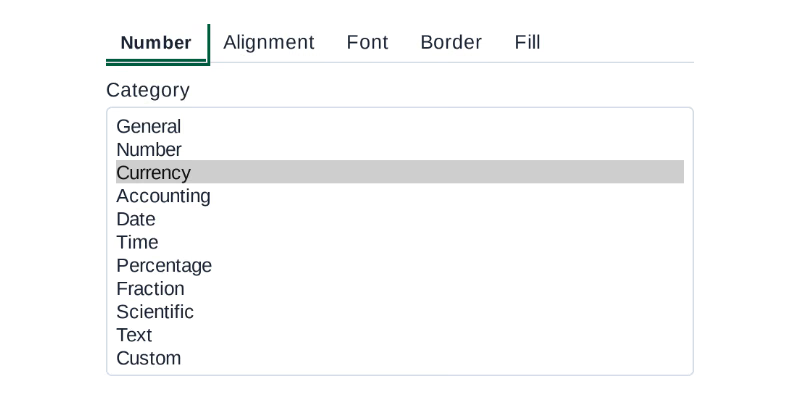 Number Alignment Font Border Fill
Category
General
Number
Currency
Accounting
Date
Time
Percentage
Fraction
Scientific
Text
Custom